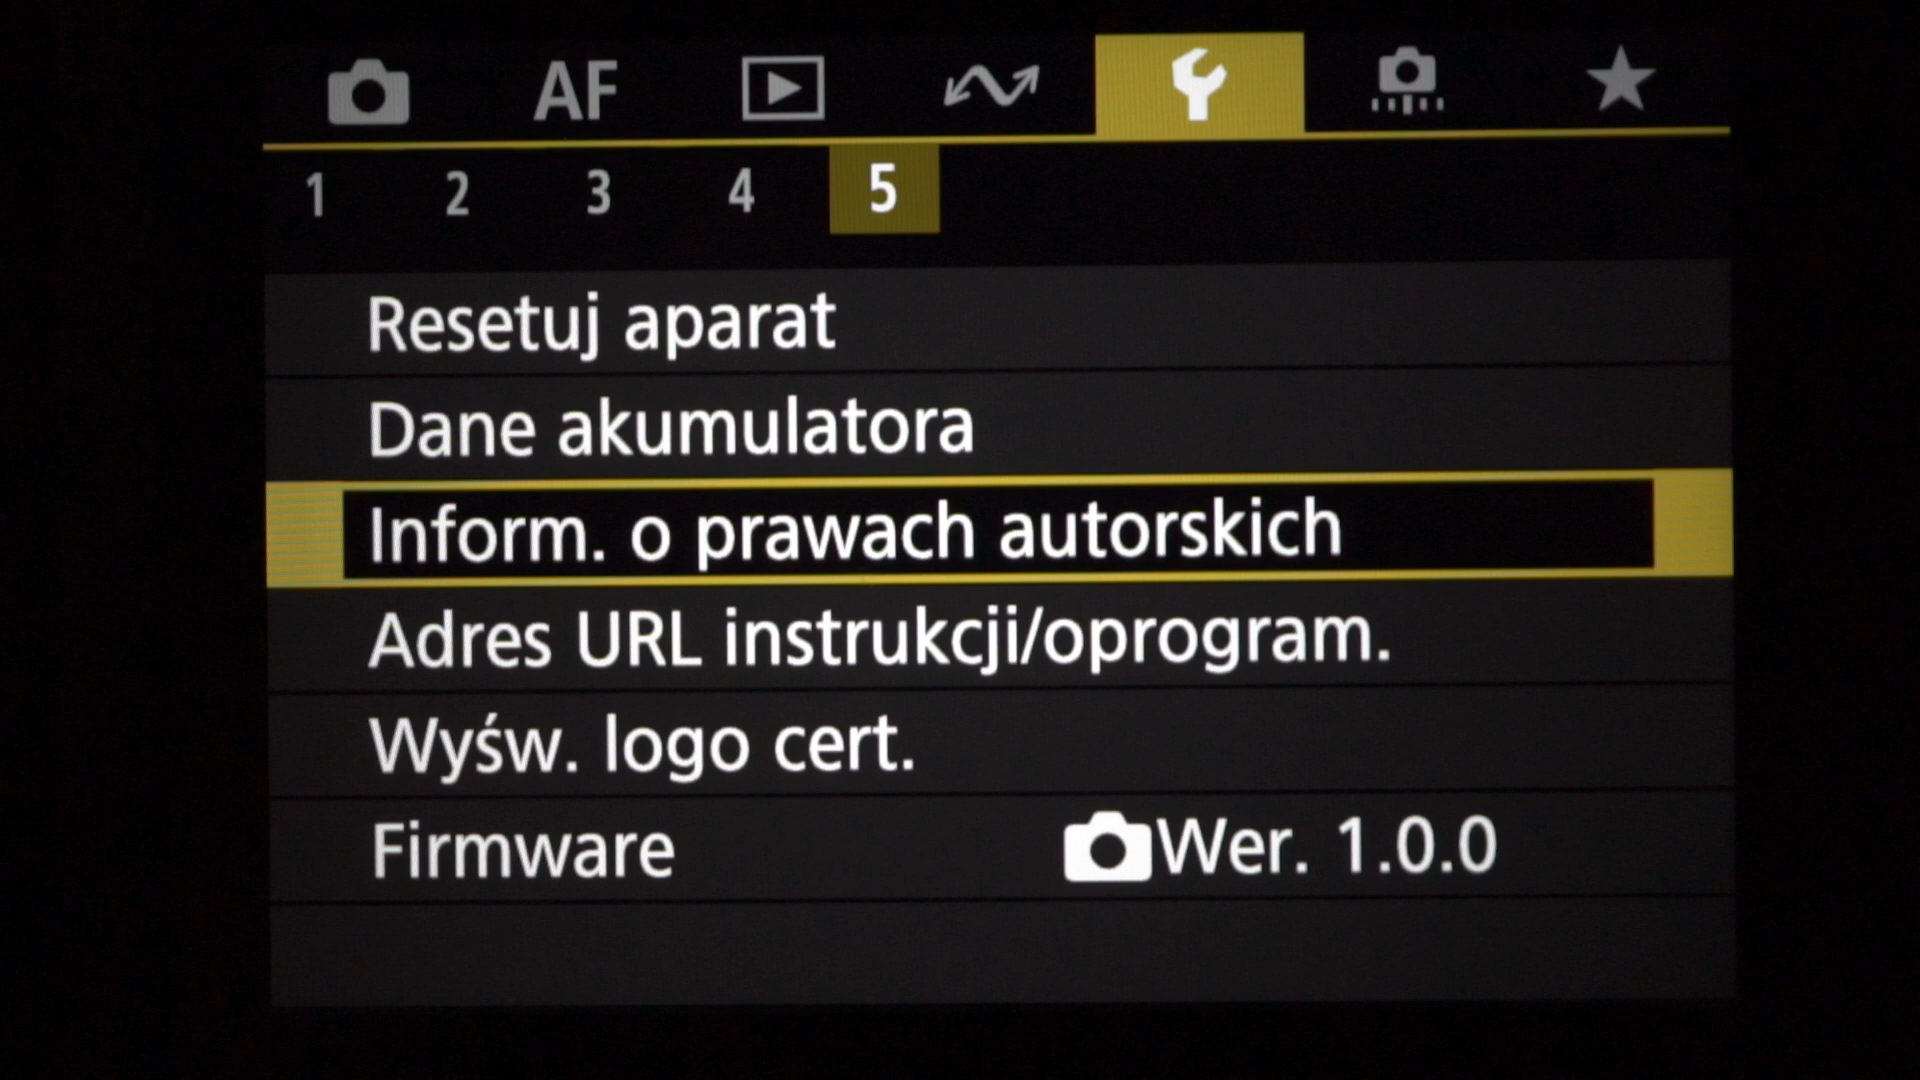 AF
1 2 3 4 5
Resetuj aparat
Dane akumulatora
Inform. o prawach autorskich
Adres URL instrukcji/oprogram.
Wyśw. logo cert.
Firmware Wer. 1.0.0